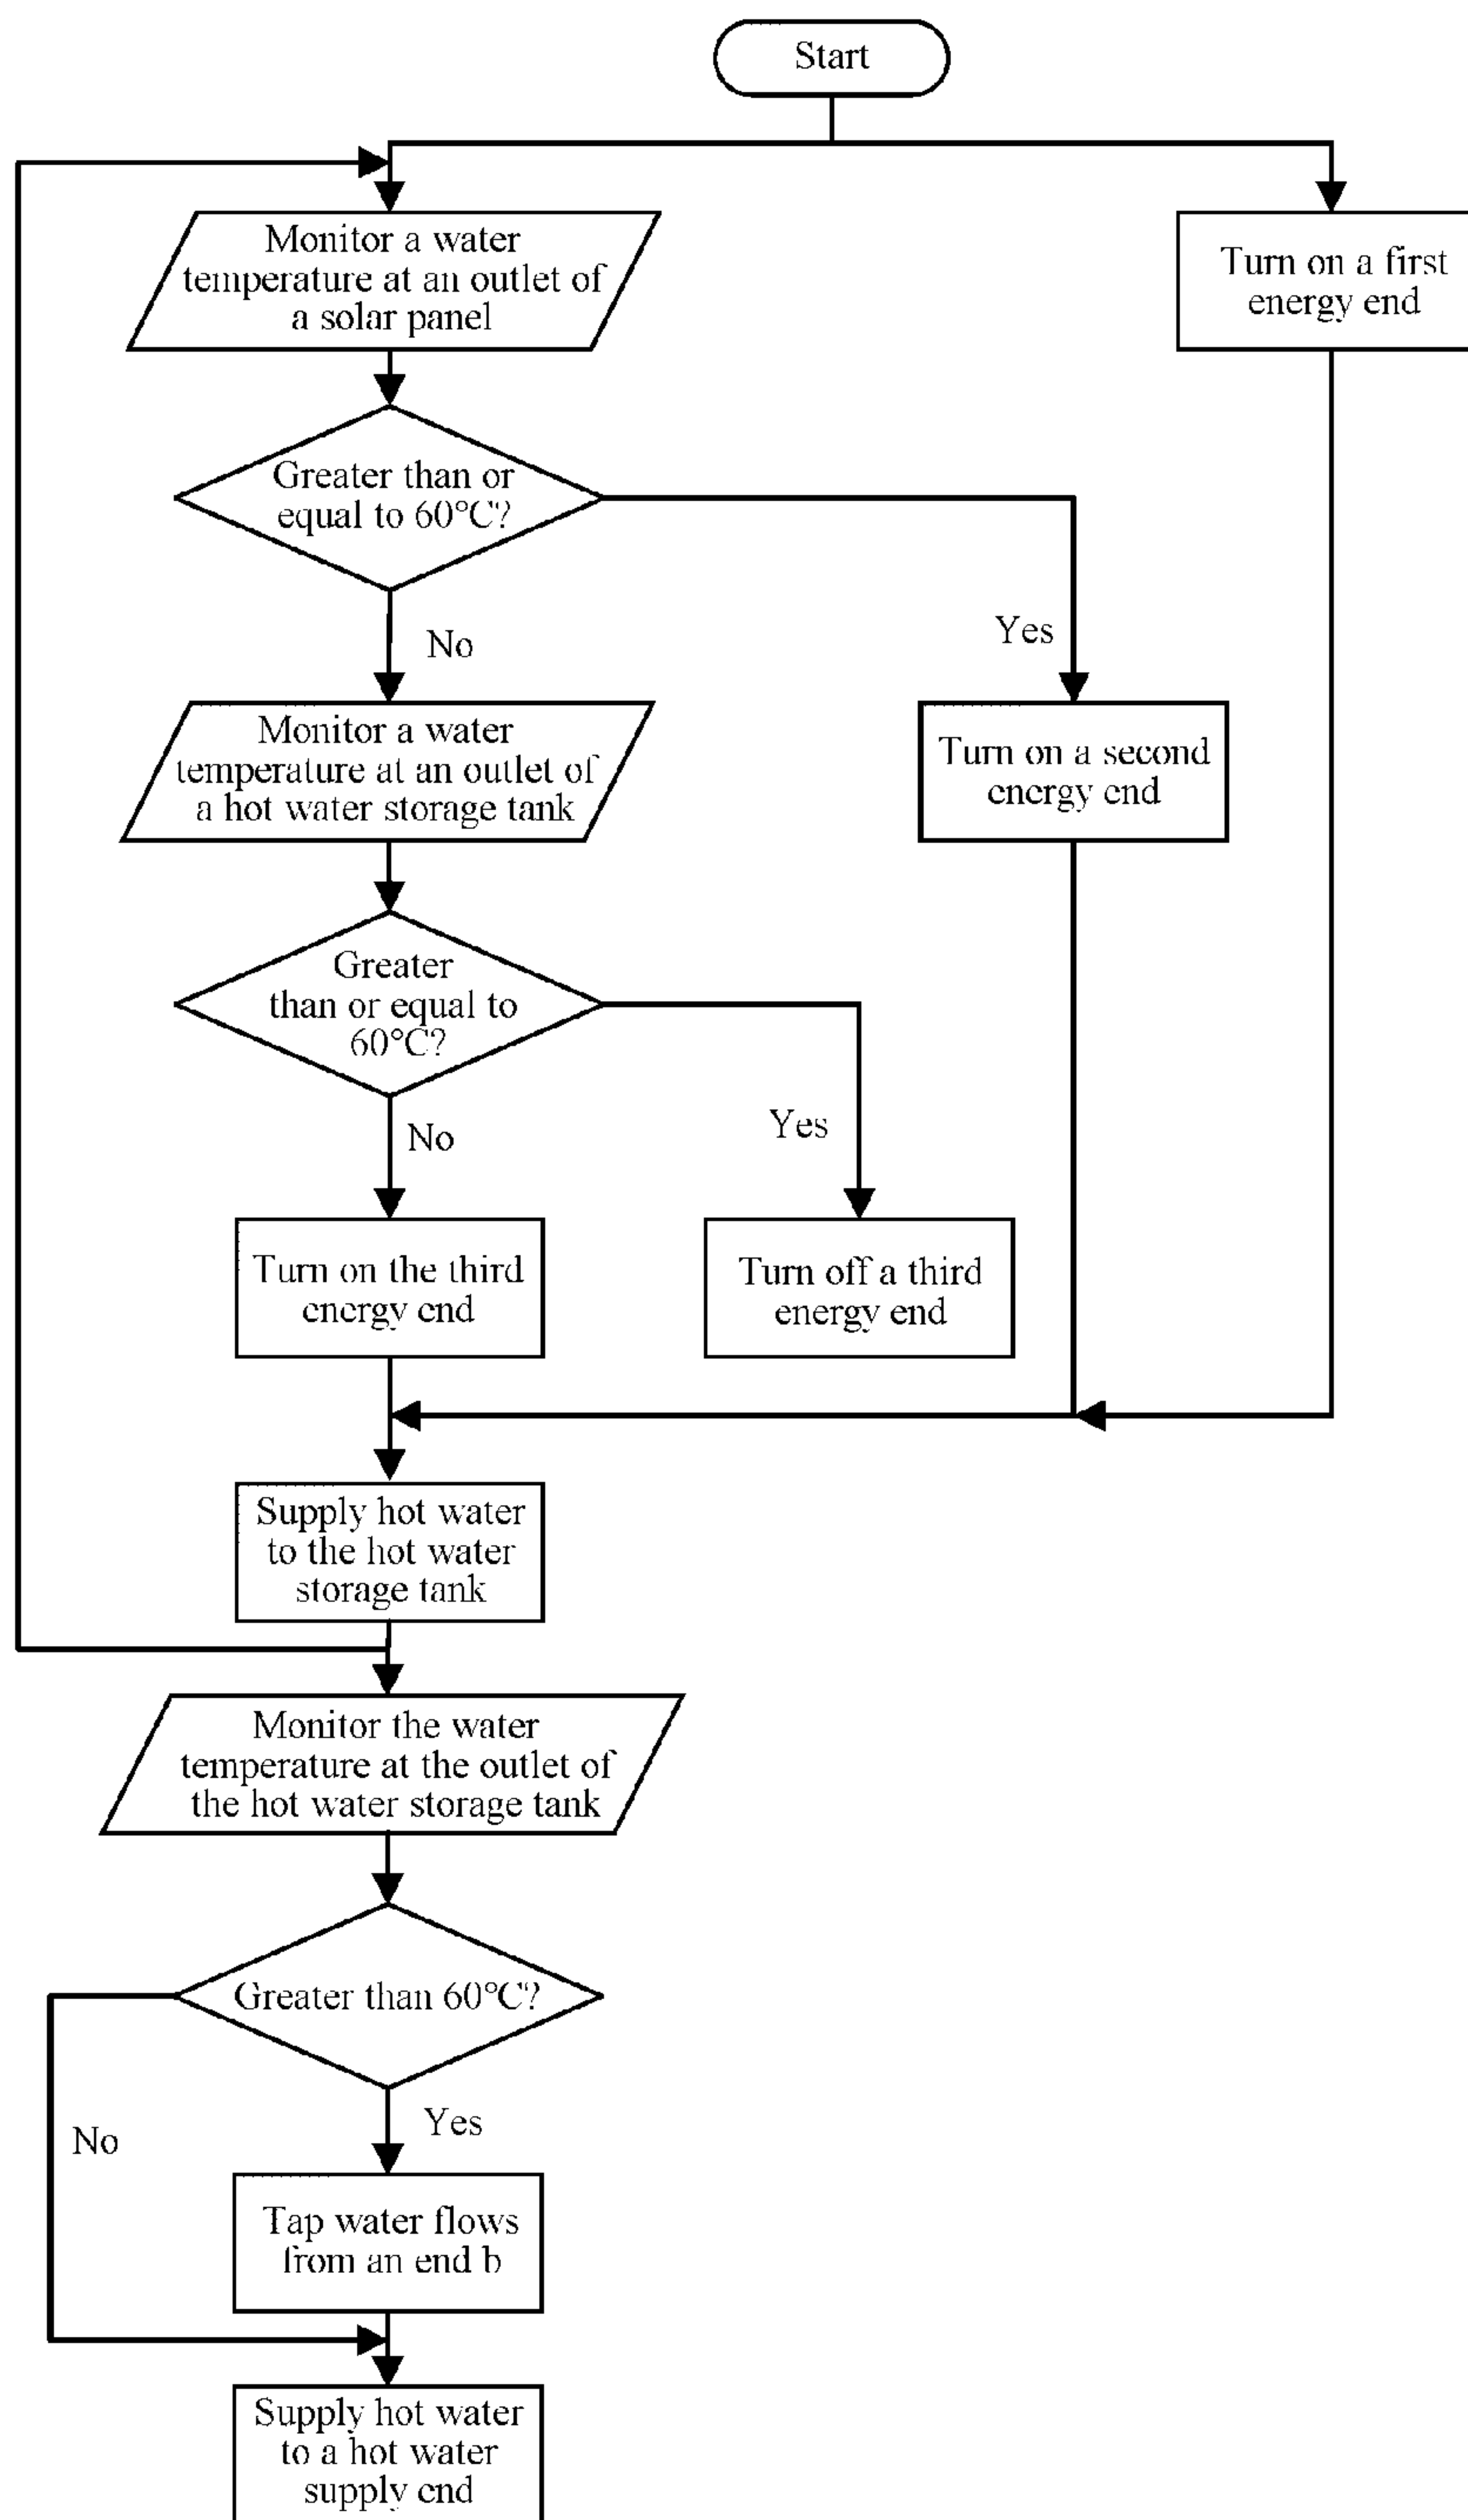 Start
Monitor a water
temperature at an outlet of
a solar panel
Turn on a first
energy end
Greater than or
equal to 60°C?
No
Yes
Monitor a water
temperature at an outlet of
a hot water storage tank
Turn on a second
energy end
Greater
than or equal to
60°C?
No
Yes
Turn on the third
energy end
Turn off a third
energy end
Supply hot water
to the hot water
storage tank
Monitor the water
temperature at the outlet of
the hot water storage tank
Greater than 60°C?
No
Yes
Tap water flows
from an end b
Supply hot water
to a hot water
supply end